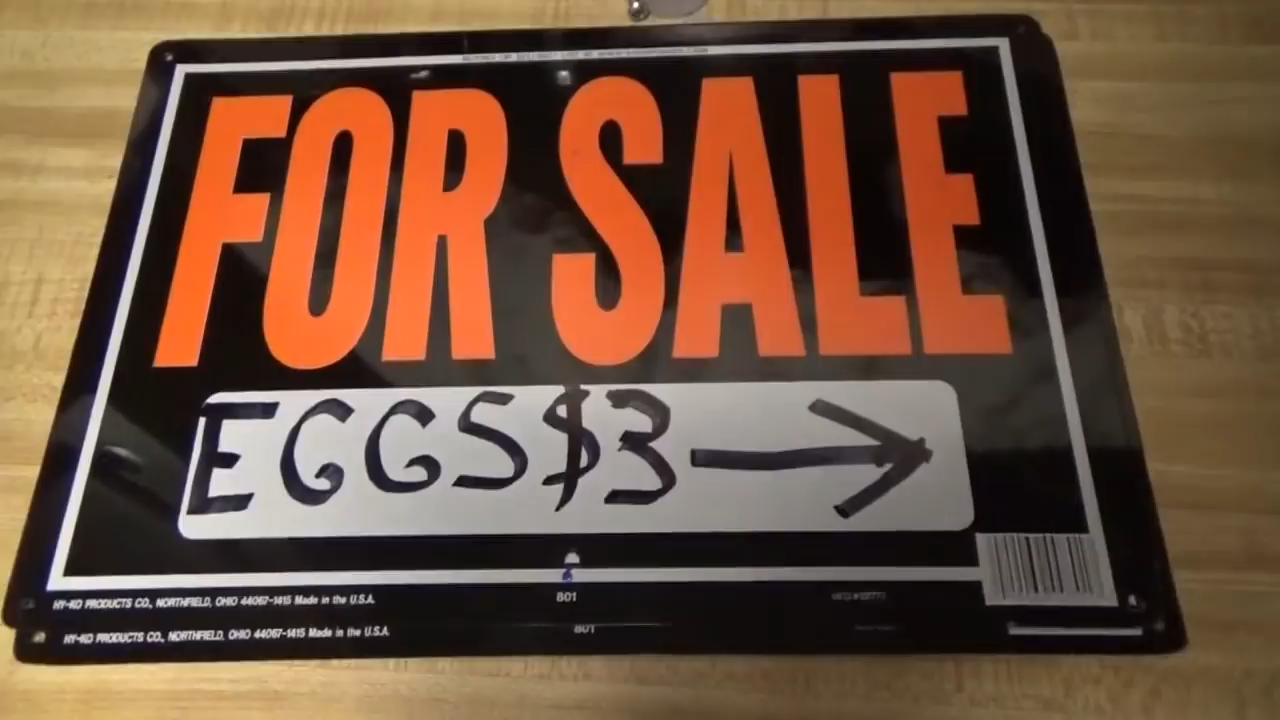 FOR SALE
EGGS $3
HY-KO PRODUCTS CO., NORTHFIELD, OHIO 44067-1415 Made in the U.S.A.
801
HY-KO PRODUCTS CO., NORTHFIELD, OHIO 44067-1415 Made in the U.S.A.
801